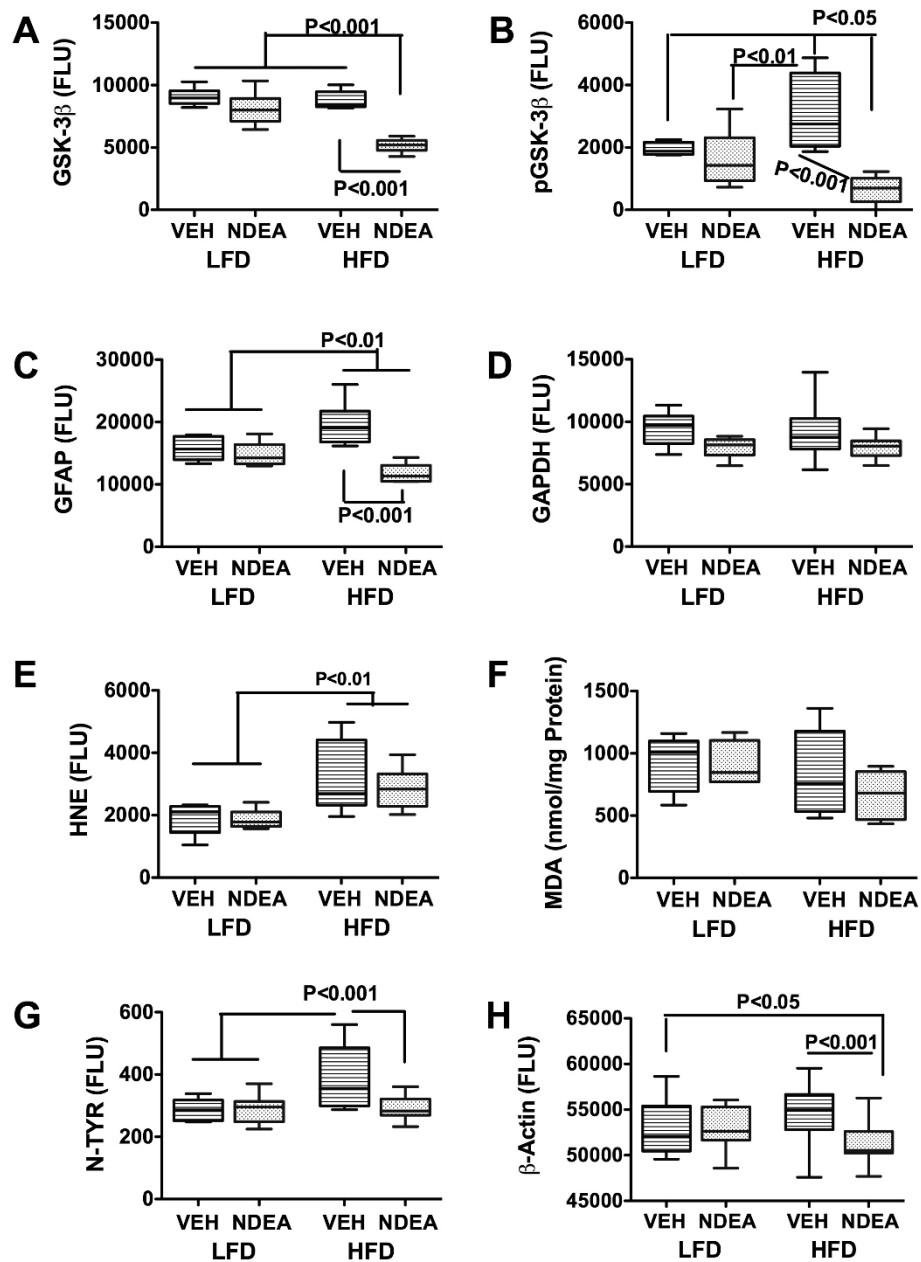 A
GSK-3β (FLU)
15000
10000
5000
0
P<0.001
P<0.001
VEH NDEA VEH NDEA
LFD HFD
B
pGSK-3β (FLU)
6000
4000
2000
0
P<0.05
P<0.01
P<0.001
VEH NDEA VEH NDEA
LFD HFD
C
GFAP (FLU)
30000
20000
10000
0
P<0.01
P<0.001
VEH NDEA VEH NDEA
LFD HFD
D
GAPDH (FLU)
15000
10000
5000
0
VEH NDEA VEH NDEA
LFD HFD
E
HNE (FLU)
6000
4000
2000
0
P<0.01
VEH NDEA VEH NDEA
LFD HFD
F
MDA (nmol/mg Protein)
1500
1000
500
0
VEH NDEA VEH NDEA
LFD HFD
G
N-TYR (FLU)
600
400
200
0
P<0.001
VEH NDEA VEH NDEA
LFD HFD
H
β-Actin (FLU)
65000
60000
55000
50000
45000
P<0.05
P<0.001
VEH NDEA VEH NDEA
LFD HFD